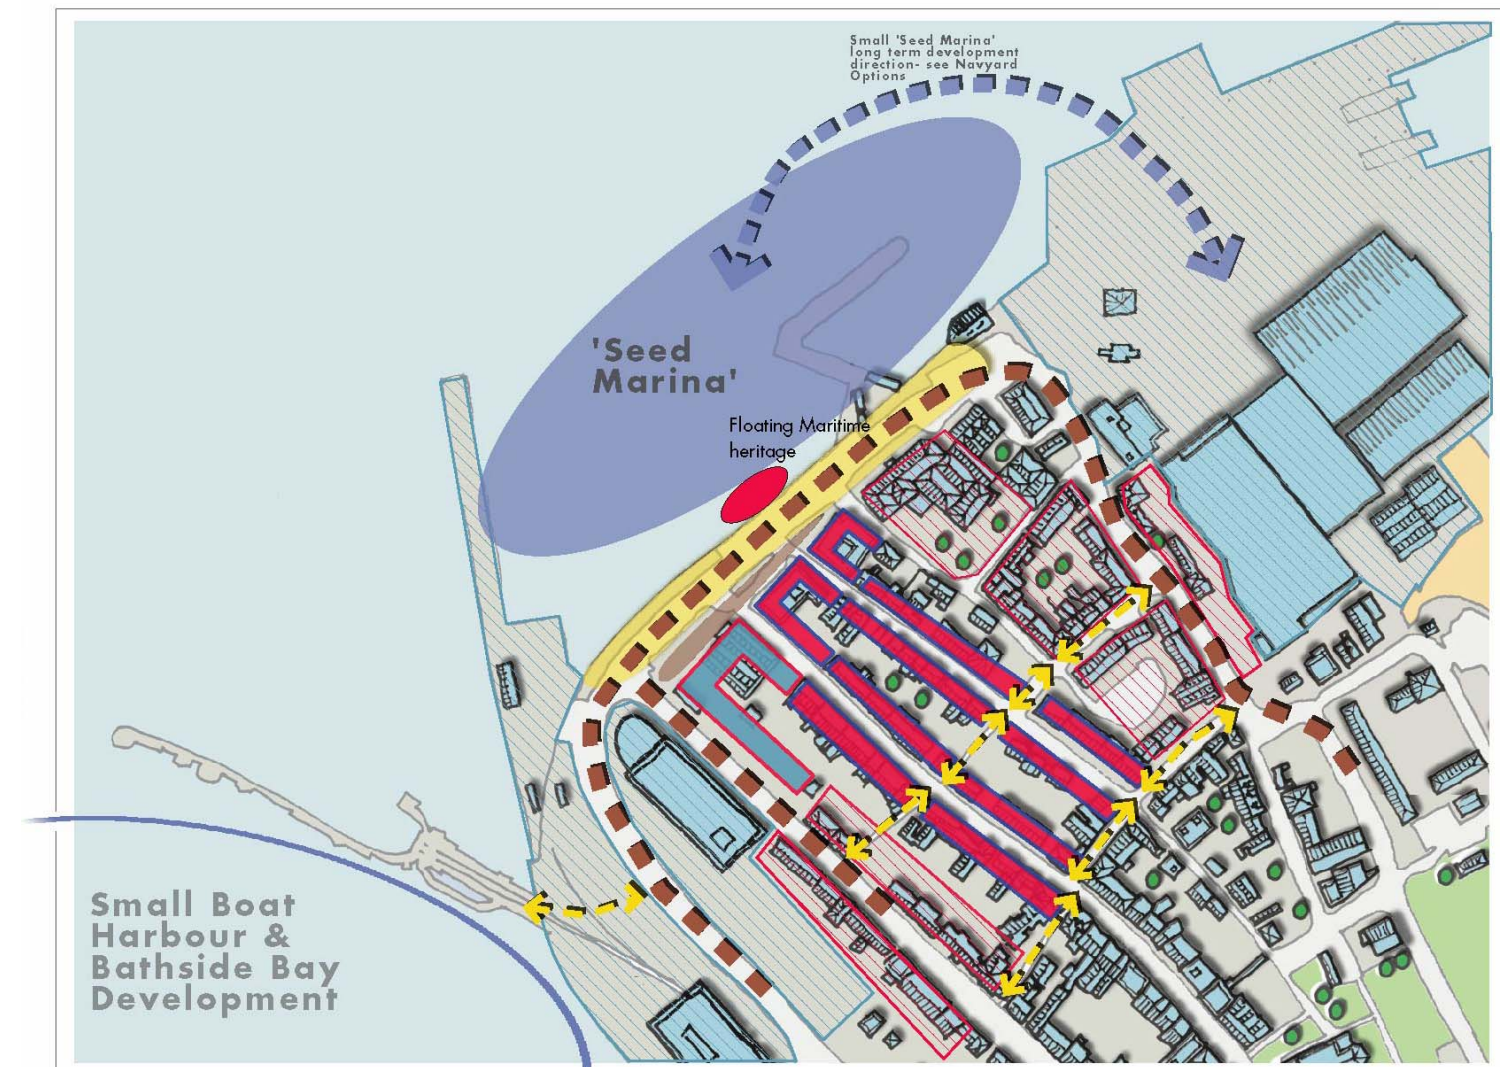 Small 'Seed Marina'
long term development
direction- see Navyard
Options
'Seed
Marina'
Floating Maritime
heritage
Small Boat
Harbour &
Bathside Bay
Development